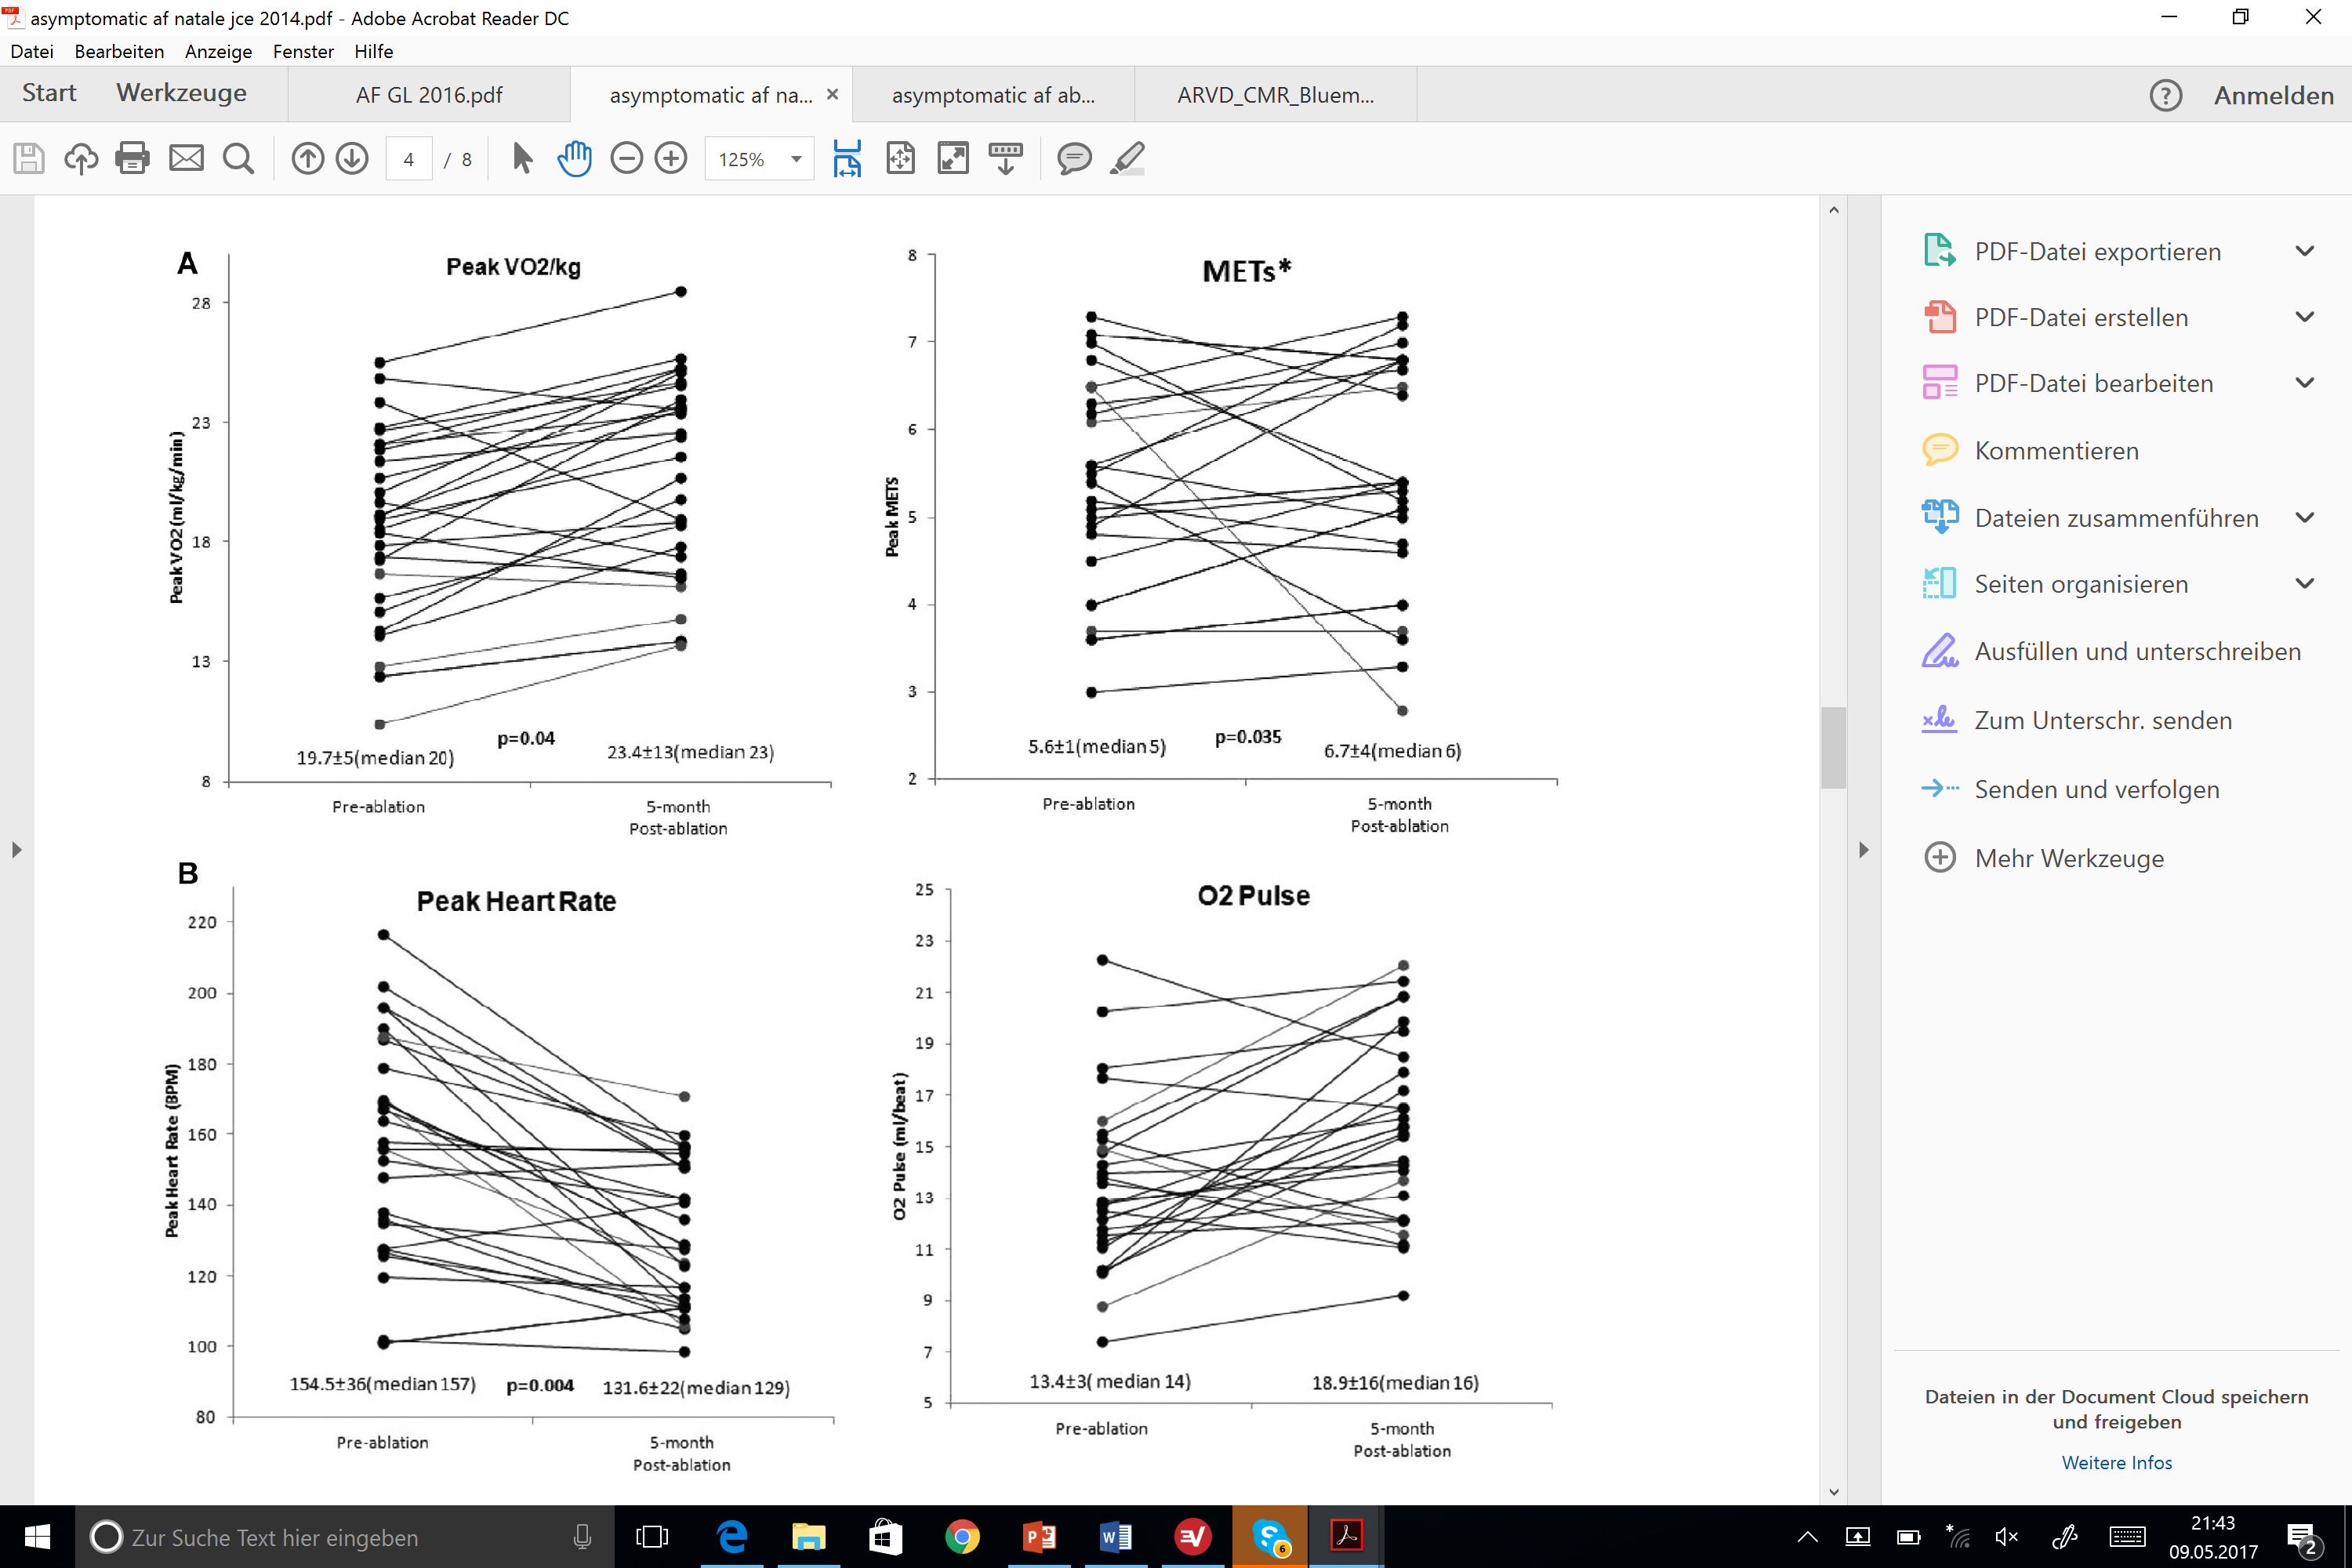 asymptomatic af natale jce 2014.pdf - Adobe Acrobat Reader DC
Datei Bearbeiten Anzeige Fenster Hilfe
Start Werkzeuge AF GL 2016.pdf asymptomatic af na... asymptomatic af ab... ARVD_CMR_Bluem... Anmelden
4 / 8 125%
A
Peak VO2/kg
Peak VO2 (ml/kg/min)
28
23
18
13
8
19.7±5(median 20) p=0.04 23.4±13(median 23)
Pre-ablation 5-month
Post-ablation
METs*
Peak METS
8
7
6
5
4
3
2
5.6±1(median 5) p=0.035 6.7±4(median 6)
Pre-ablation 5-month
Post-ablation
B
Peak Heart Rate
Peak Heart Rate (BPM)
220
200
180
160
140
120
100
80
154.5±36(median 157) p=0.004 131.6±22(median 129)
Pre-ablation 5-month
Post-ablation
O2 Pulse
O2 Pulse (ml/beat)
25
23
21
19
17
15
13
11
9
7
5
13.4±3( median 14) 18.9±16(median 16)
Pre-ablation 5-month
Post-ablation
PDF-Datei exportieren
PDF-Datei erstellen
PDF-Datei bearbeiten
Kommentieren
Dateien zusammenführen
Seiten organisieren
Ausfüllen und unterschreiben
Zum Unterschr. senden
Senden und verfolgen
Mehr Werkzeuge
Dateien in der Document Cloud speichern
und freigeben
Weitere Infos
Zur Suche Text hier eingeben
6
21:43
09.05.2017
2